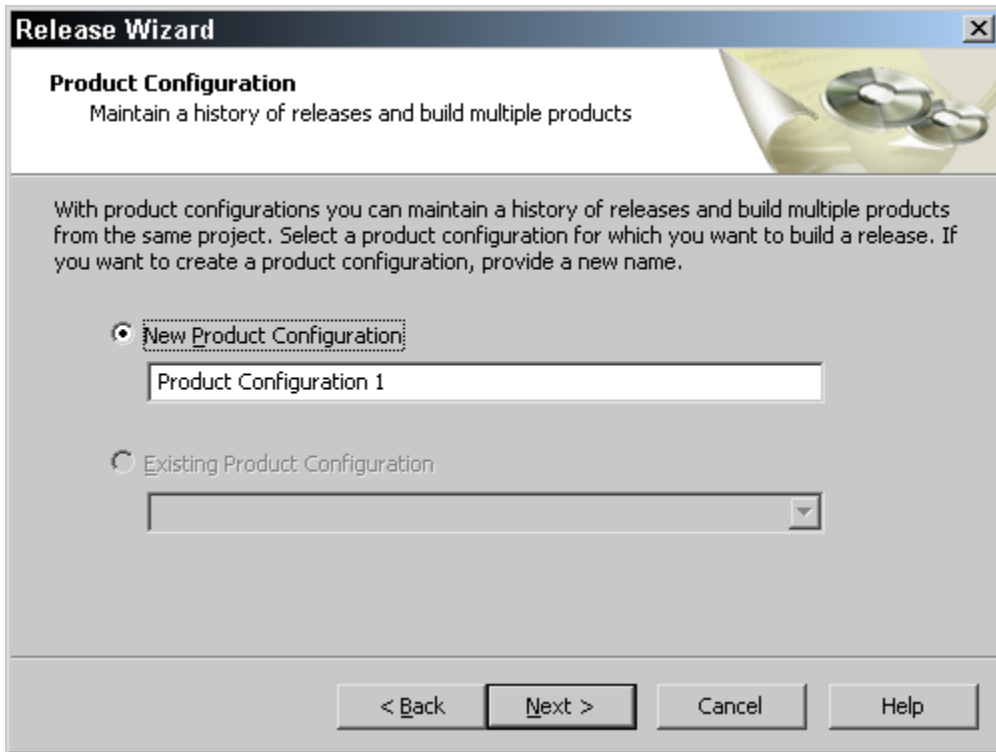 Release Wizard
Product Configuration
Maintain a history of releases and build multiple products
With product configurations you can maintain a history of releases and build multiple products
from the same project. Select a product configuration for which you want to build a release. If
you want to create a product configuration, provide a new name.
New Product Configuration
Product Configuration 1
Existing Product Configuration
< Back
Next >
Cancel
Help